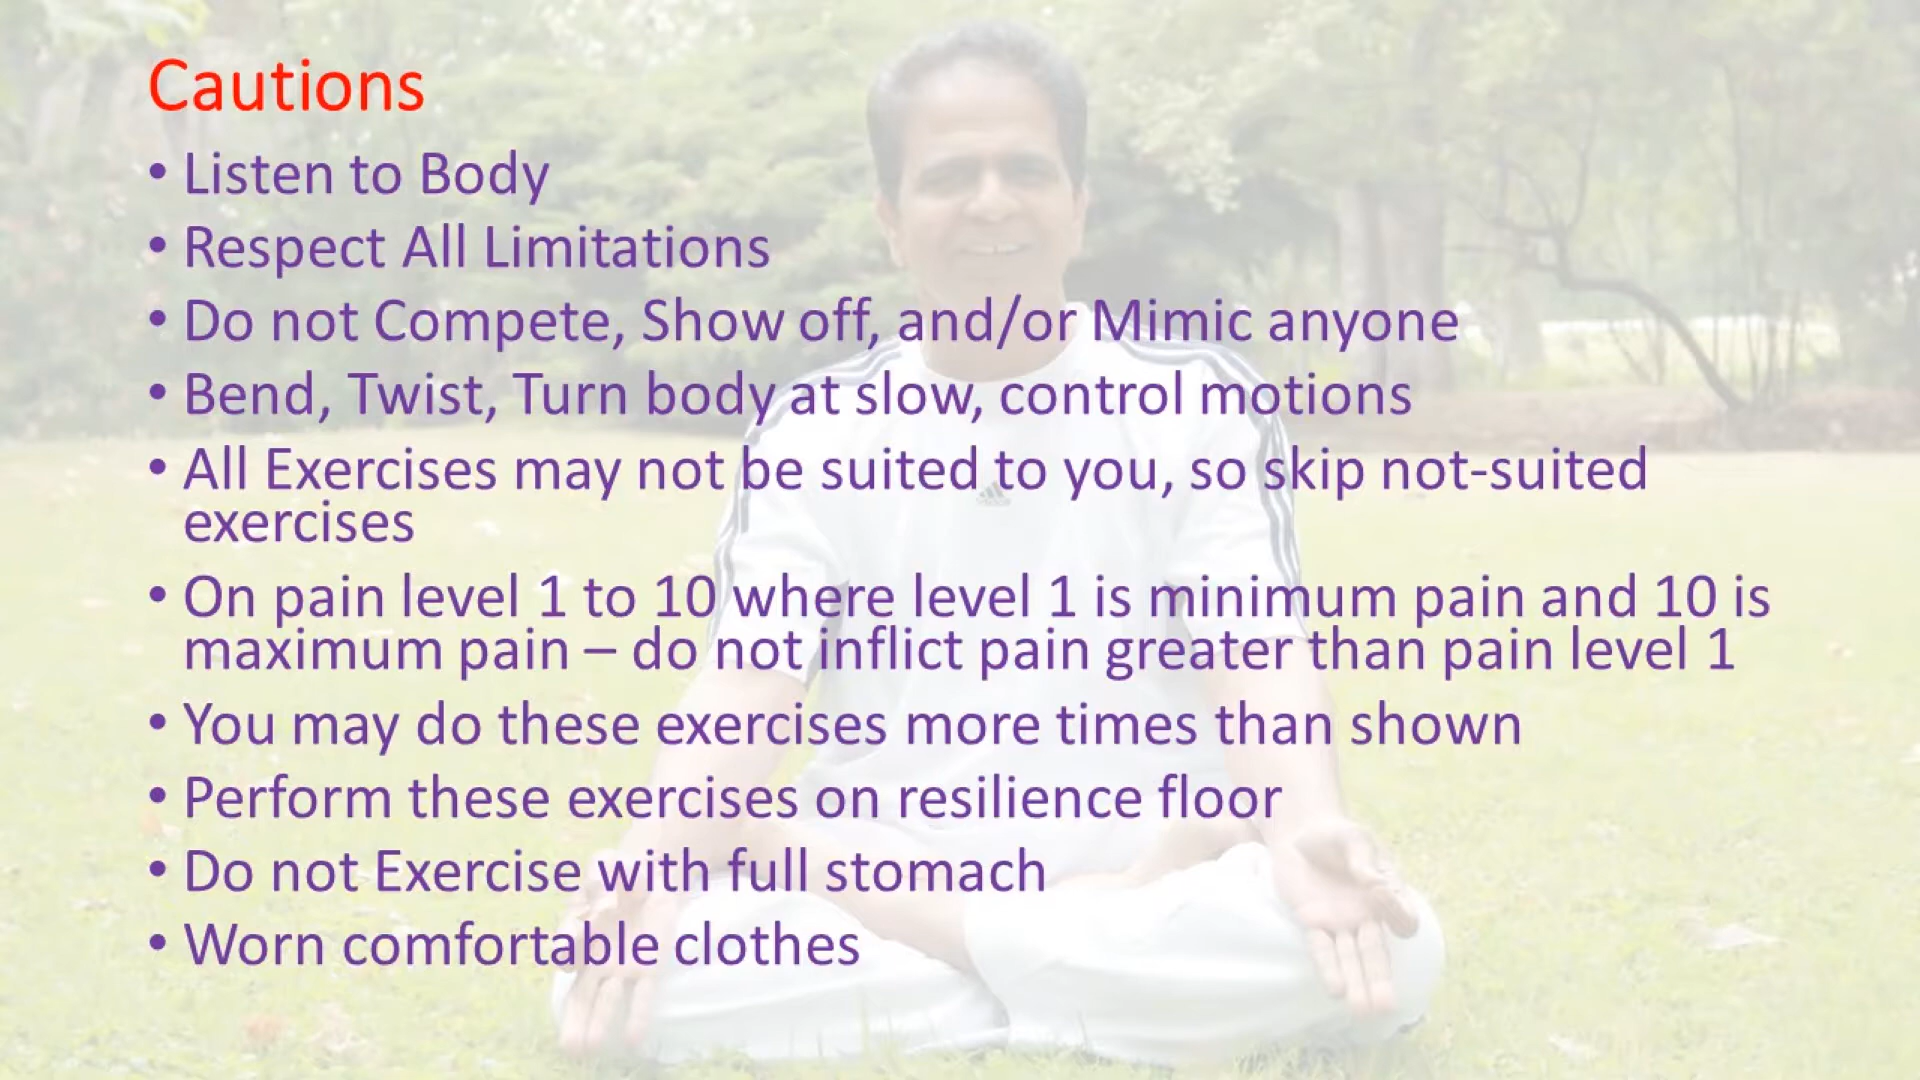 Cautions
• Listen to Body
• Respect All Limitations
• Do not Compete, Show off, and/or Mimic anyone
• Bend, Twist, Turn body at slow, control motions
• All Exercises may not be suited to you, so skip not-suited
exercises
• On pain level 1 to 10 where level 1 is minimum pain and 10 is
maximum pain – do not inflict pain greater than pain level 1
• You may do these exercises more times than shown
• Perform these exercises on resilience floor
• Do not Exercise with full stomach
• Worn comfortable clothes
adidas